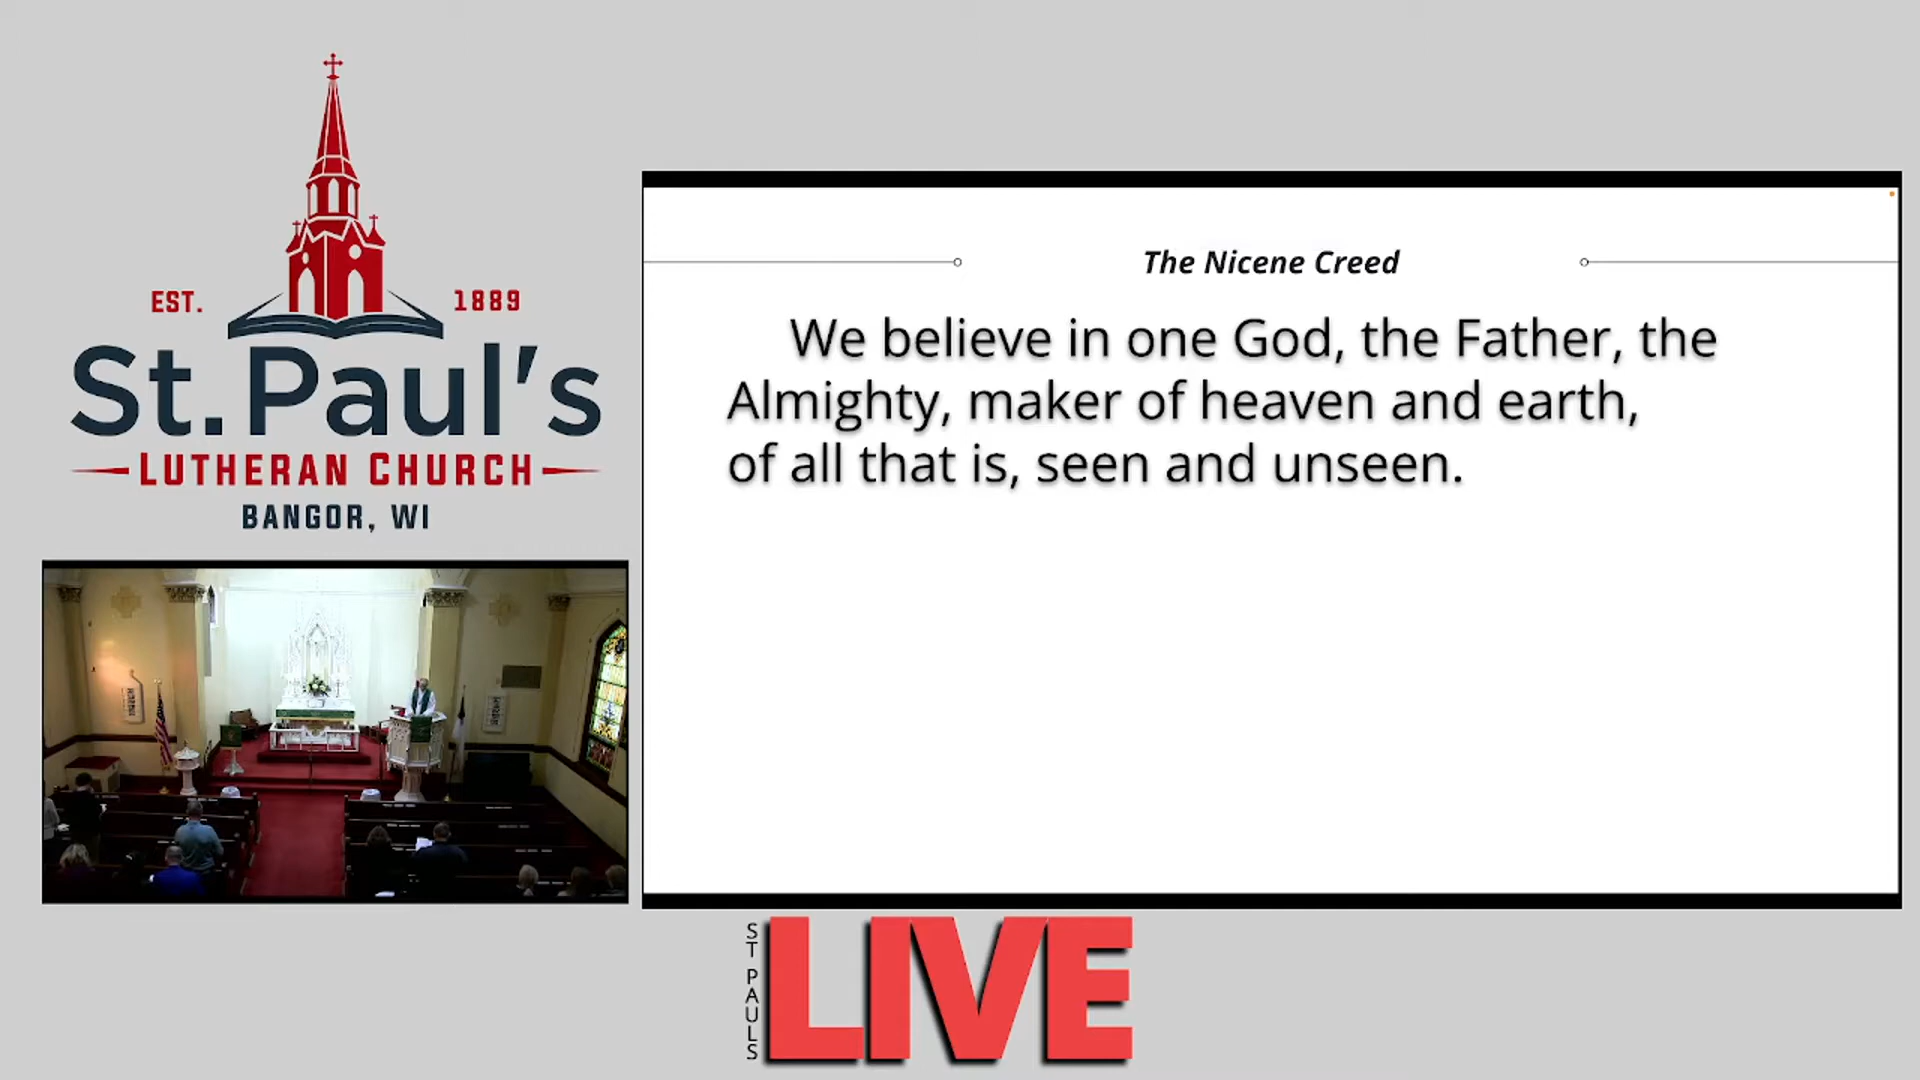 EST. 1889
St. Paul's
LUTHERAN CHURCH
BANGOR, WI
The Nicene Creed
We believe in one God, the Father, the
Almighty, maker of heaven and earth,
of all that is, seen and unseen.
ST PAULS
LIVE